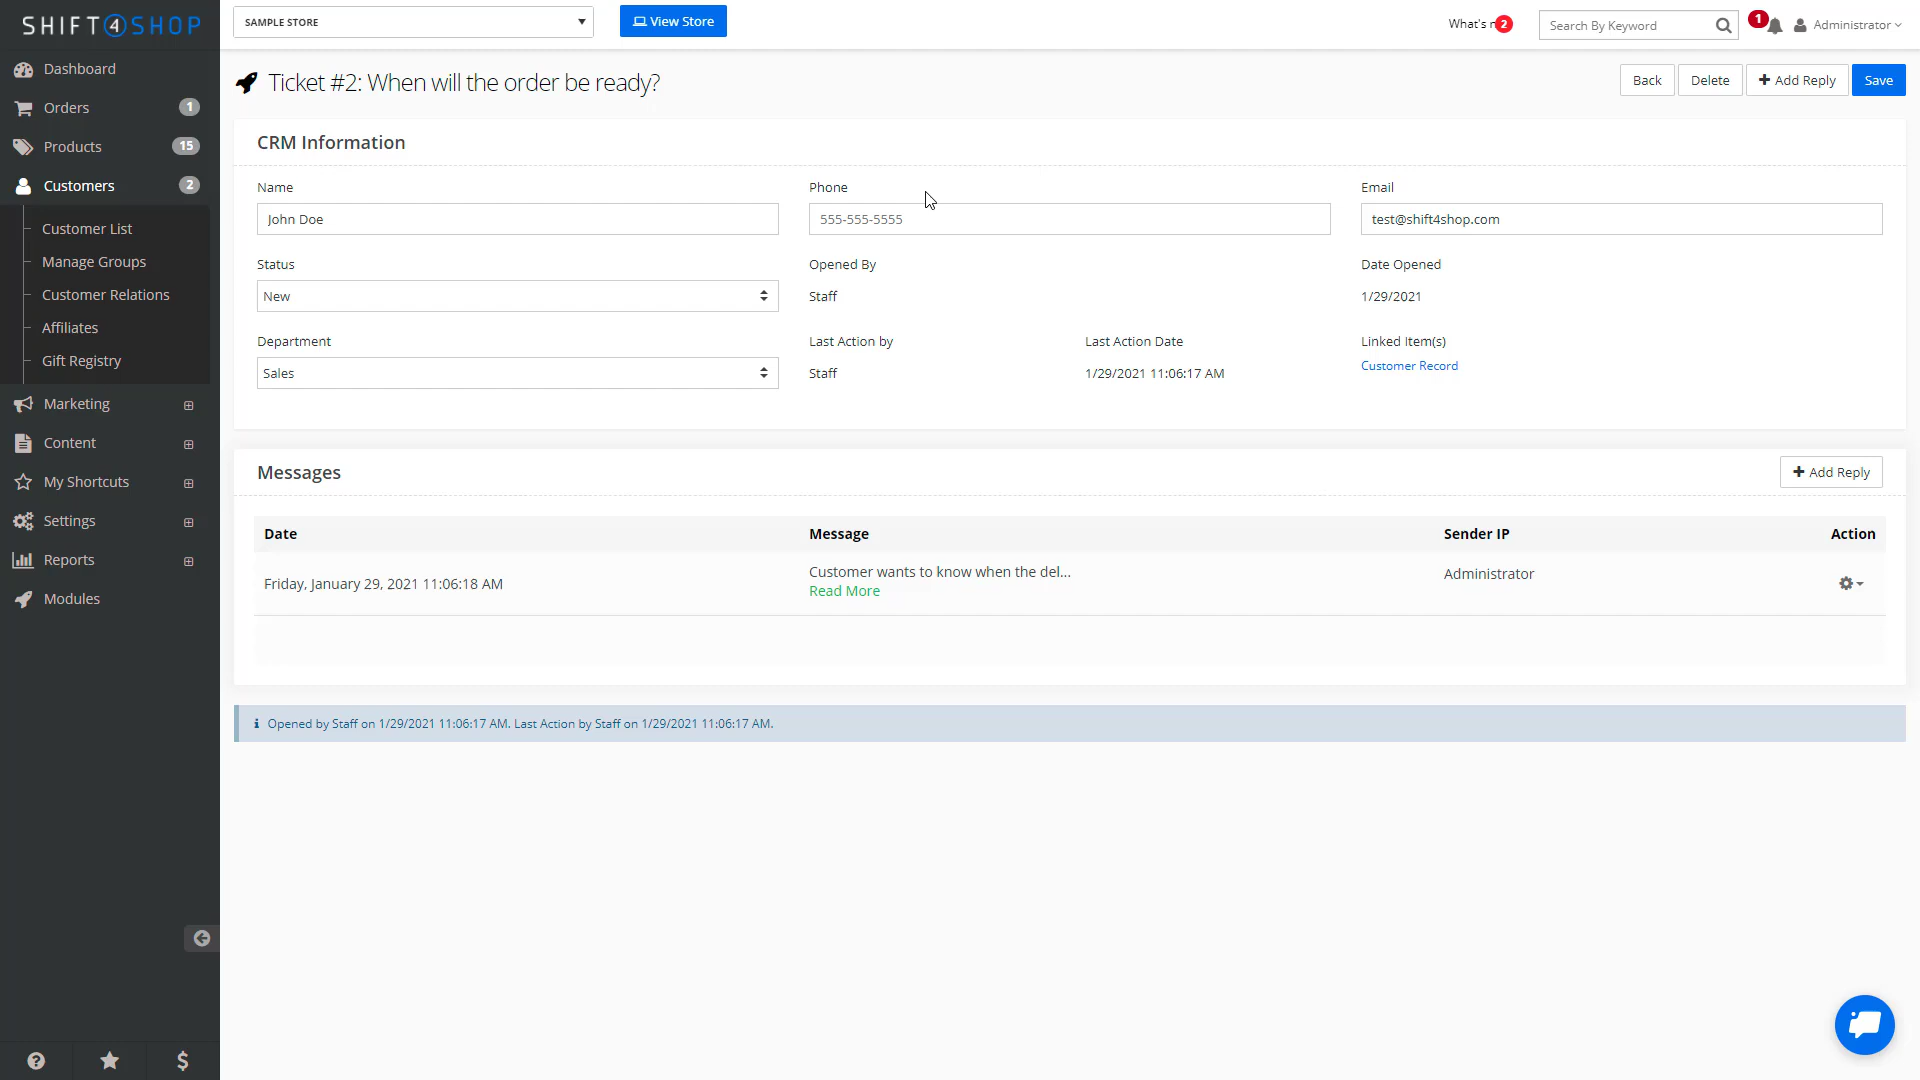 SHIFT4SHOP
SAMPLE STORE
View Store
What's n
2
Search By Keyword
1
Administrator
Dashboard
Orders 1
Products 15
Customers 2
Customer List
Manage Groups
Customer Relations
Affiliates
Gift Registry
Marketing
Content
My Shortcuts
Settings
Reports
Modules
Ticket #2: When will the order be ready?
Back
Delete
Add Reply
Save
CRM Information
Name
Phone
Email
John Doe
555-555-5555
test@shift4shop.com
Status
Opened By
Date Opened
New
Staff
1/29/2021
Department
Last Action by
Last Action Date
Linked Item(s)
Customer Record
Sales
Staff
1/29/2021 11:06:17 AM
Messages
Add Reply
Date
Message
Sender IP
Action
Friday, January 29, 2021 11:06:18 AM
Customer wants to know when the del...
Read More
Administrator
Opened by Staff on 1/29/2021 11:06:17 AM. Last Action by Staff on 1/29/2021 11:06:17 AM.